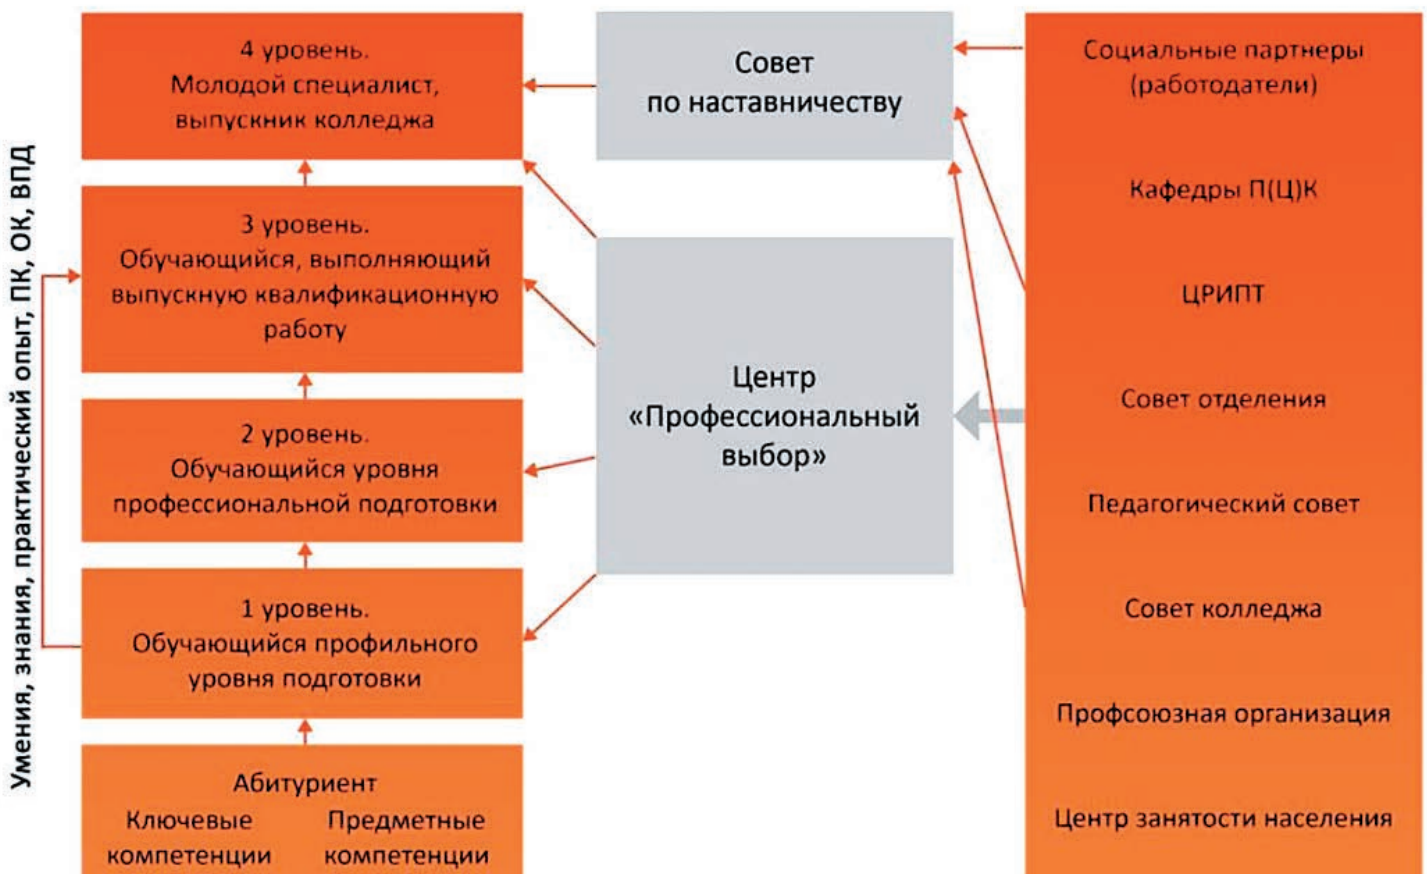 Умения, знания, практический опыт, ПК, ОК, ВПД
4 уровень.
Молодой специалист,
выпускник колледжа
3 уровень.
Обучающийся, выполняющий
выпускную квалификационную
работу
2 уровень.
Обучающийся уровня
профессиональной подготовки
1 уровень.
Обучающийся профильного
уровня подготовки
Абитуриент
Ключевые
компетенции
Предметные
компетенции
Совет
по наставничеству
Центр
«Профессиональный
выбор»
Социальные партнеры
(работодатели)
Кафедры П(Ц)К
ЦРИПТ
Совет отделения
Педагогический совет
Совет колледжа
Профсоюзная организация
Центр занятости населения